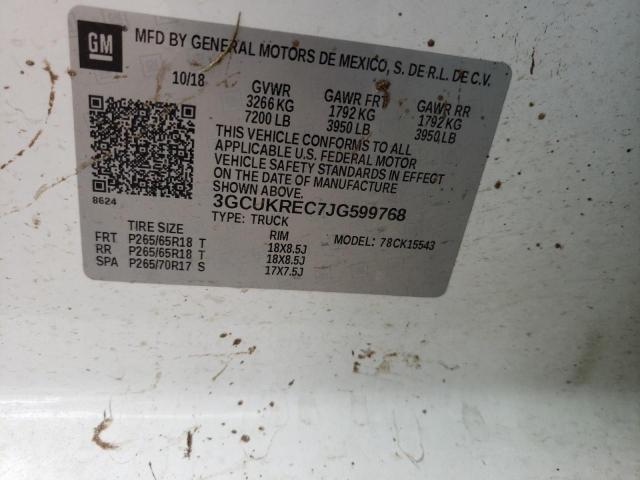 GM
MFD BY GENERAL MOTORS DE MEXICO, S. DE R.L. DE C.V.
10/18 GVWR GAWR FRT GAWR RR
3266 KG 1792 KG 1792 KG
7200 LB 3950 LB 3950 LB
THIS VEHICLE CONFORMS TO ALL
APPLICABLE U.S. FEDERAL MOTOR
VEHICLE SAFETY STANDARDS IN EFFECT
ON THE DATE OF MANUFACTURE
SHOWN ABOVE.
8624
3GCUKREC7JG599768
TYPE: TRUCK
TIRE SIZE RIM MODEL: 78CK15543
FRT P265/65R18 T 18X8.5J
RR P265/65R18 T 18X8.5J
SPA P265/70R17 S 17X7.5J